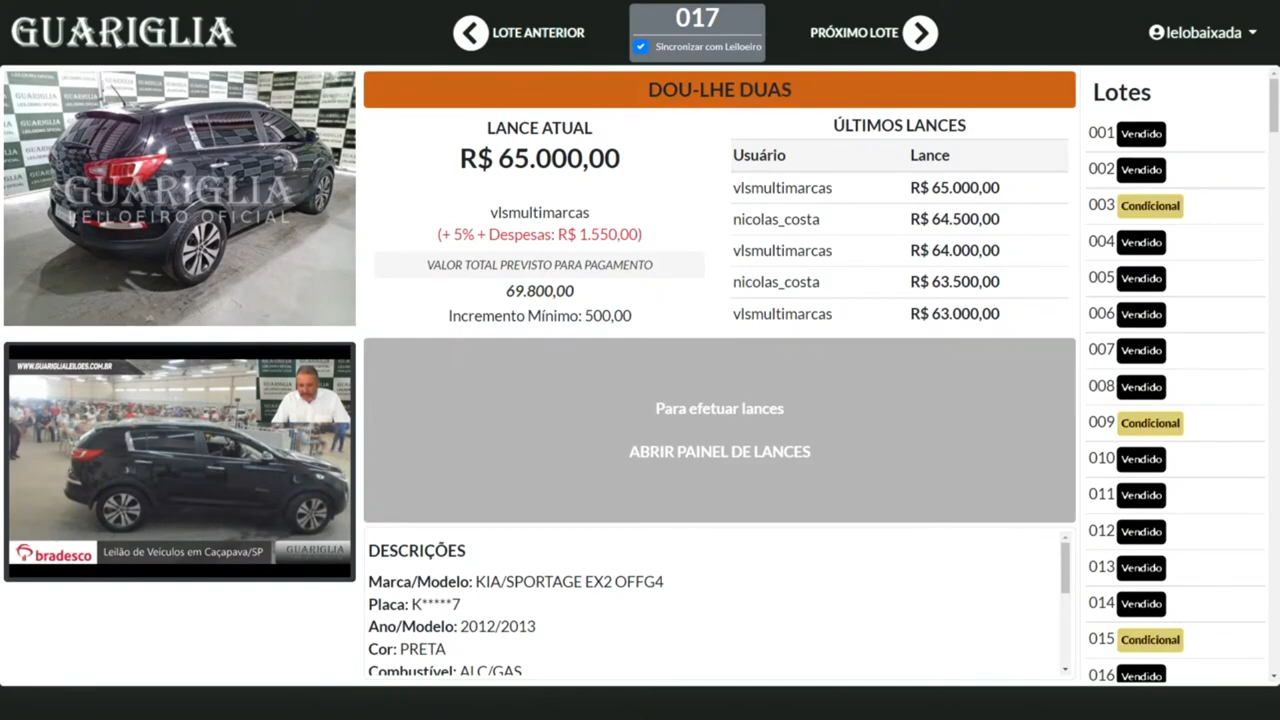 GUARIGLIA
LOTE ANTERIOR
017
Sincronizar com Leiloeiro
PRÓXIMO LOTE
lelobaixada
GUARIGLIA
LEILOEIRO OFICIAL
DOU-LHE DUAS
LANCE ATUAL
R$ 65.000,00
vlsmultimarcas
(+ 5% + Despesas: R$ 1.550,00)
VALOR TOTAL PREVISTO PARA PAGAMENTO
69.800,00
Incremento Mínimo: 500,00
ÚLTIMOS LANCES
Usuário Lance
vlsmultimarcas R$ 65.000,00
nicolas_costa R$ 64.500,00
vlsmultimarcas R$ 64.000,00
nicolas_costa R$ 63.500,00
vlsmultimarcas R$ 63.000,00
Para efetuar lances
ABRIR PAINEL DE LANCES
WWW.GUARIGLIALEILOES.COM.BR
bradesco
Leilão de Veículos em Caçapava/SP
GUARIGLIA
DESCRIÇÕES
Marca/Modelo: KIA/SPORTAGE EX2 OFFG4
Placa: K*****7
Ano/Modelo: 2012/2013
Cor: PRETA
Combustível: ALC/GAS
Lotes
001 Vendido
002 Vendido
003 Condicional
004 Vendido
005 Vendido
006 Vendido
007 Vendido
008 Vendido
009 Condicional
010 Vendido
011 Vendido
012 Vendido
013 Vendido
014 Vendido
015 Condicional
016 Vendido